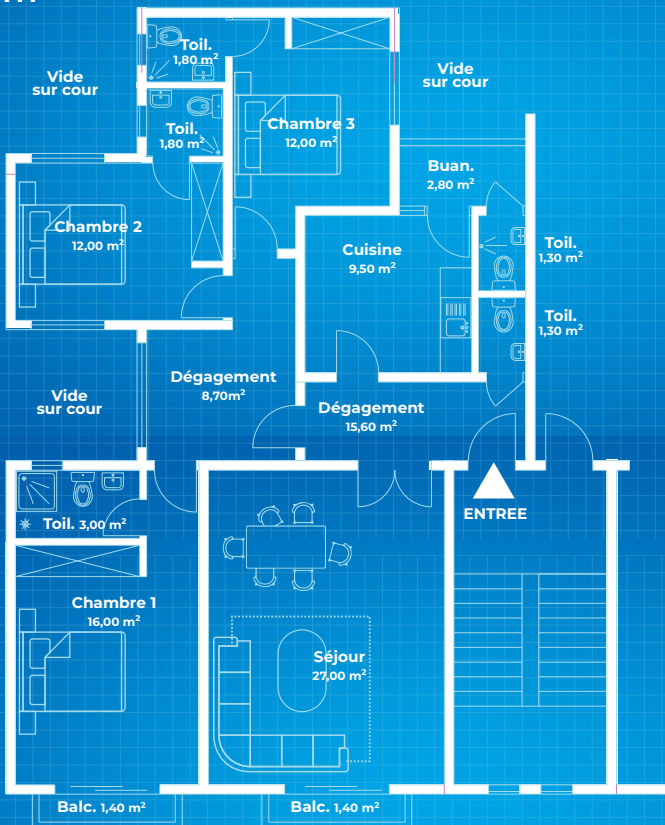 Toil.
1,80 m²
Vide
sur cour
Vide
sur cour
Chambre 3
12,00 m²
Toil.
1,80 m²
Buan.
2,80 m²
Chambre 2
12,00 m²
Cuisine
9,50 m²
Toil.
1,30 m²
Toil.
1,30 m²
Dégagement
8,70m²
Vide
sur cour
Dégagement
15,60 m²
ENTREE
Toil. 3,00 m²
Chambre 1
16,00 m²
Séjour
27,00 m²
Balc. 1,40 m²
Balc. 1,40 m²